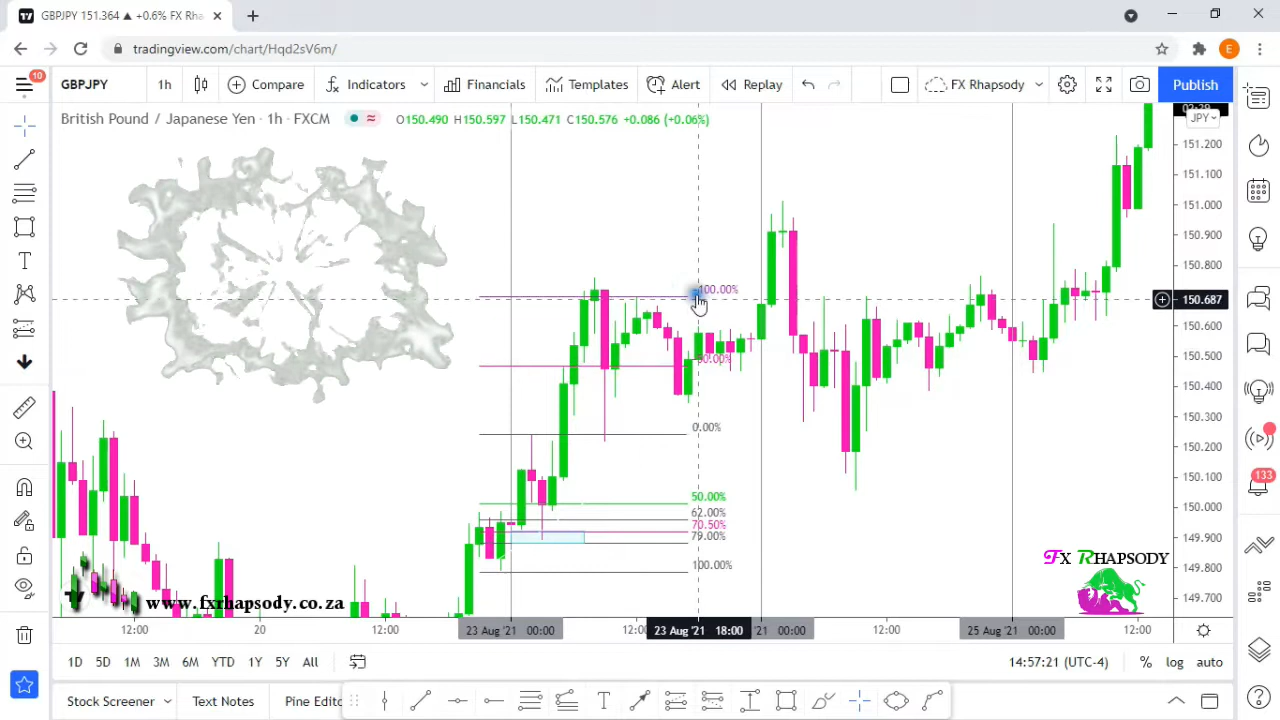 GBPJPY 151.364 ▲ +0.6% FX Rha
tradingview.com/chart/Hqd2sV6m/
E
10
GBPJPY 1h Compare Indicators Financials Templates Alert Replay FX Rhapsody Publish
British Pound / Japanese Yen · 1h · FXCM O150.490 H150.597 L150.471 C150.576 +0.086 (+0.06%)
JPY
151.200
151.100
151.000
150.900
150.800
150.687
150.600
150.500
150.400
150.300
150.200
150.100
150.000
149.900
149.800
149.700
100.00%
0.00%
50.00%
62.00%
70.50%
79.00%
100.00%
133
FX RHAPSODY
www.fxrhapsody.co.za
12:00 20 12:00 23 Aug '21 00:00 12:00 23 Aug '21 18:00 '21 00:00 12:00 25 Aug '21 00:00 12:00
1D 5D 1M 3M 6M YTD 1Y 5Y All 14:57:21 (UTC-4) % log auto
Stock Screener Text Notes Pine Edito